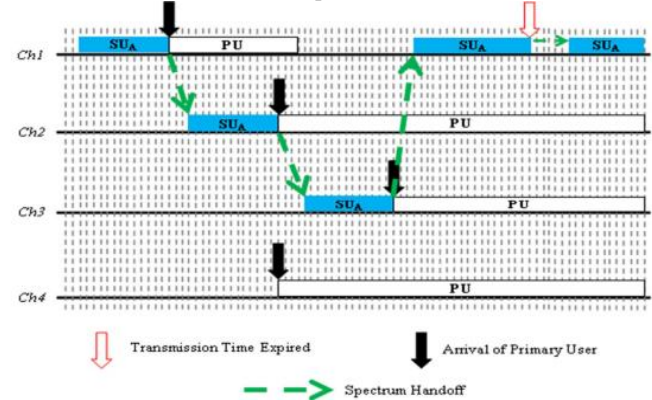 Ch1 SUA PU SUA SUA
Ch2 SUA PU
Ch3 SUA PU
Ch4 PU
Transmission Time Expired Arrival of Primary User
Spectrum Handoff